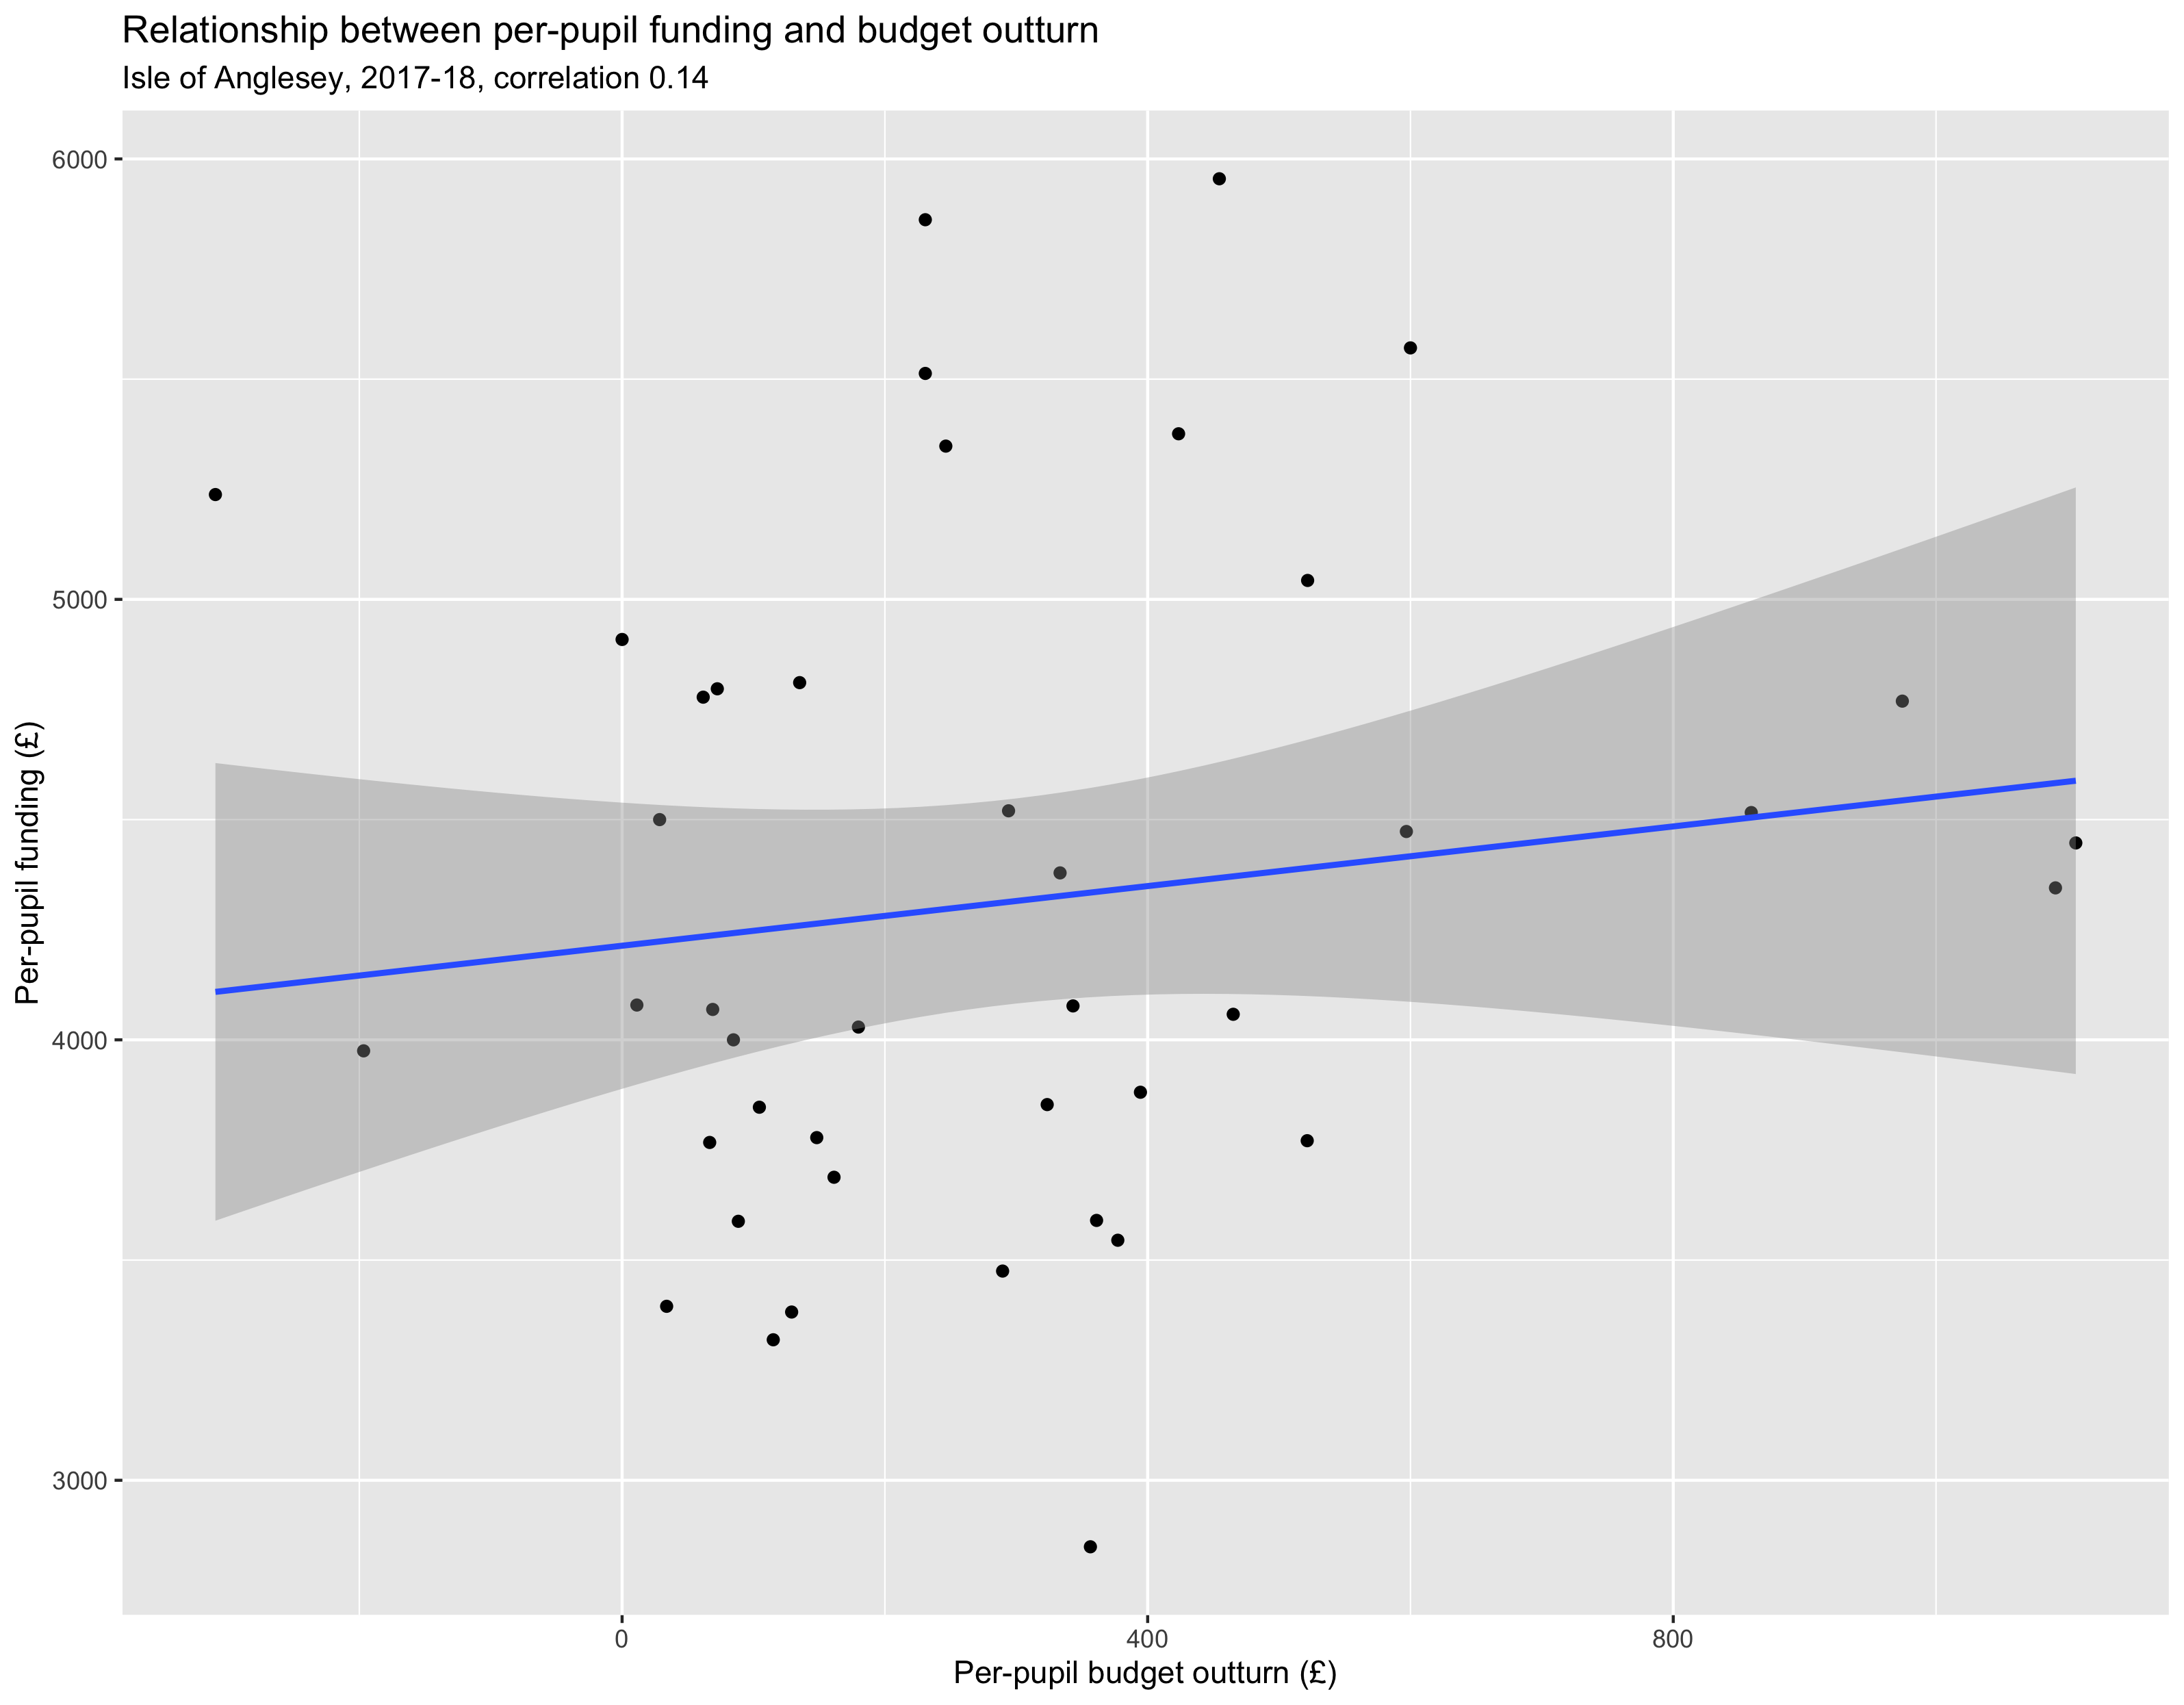 Relationship between per-pupil funding and budget outturn
Isle of Anglesey, 2017-18, correlation 0.14
Per-pupil funding (£)
6000
5000
4000
3000
0 400 800
Per-pupil budget outturn (£)